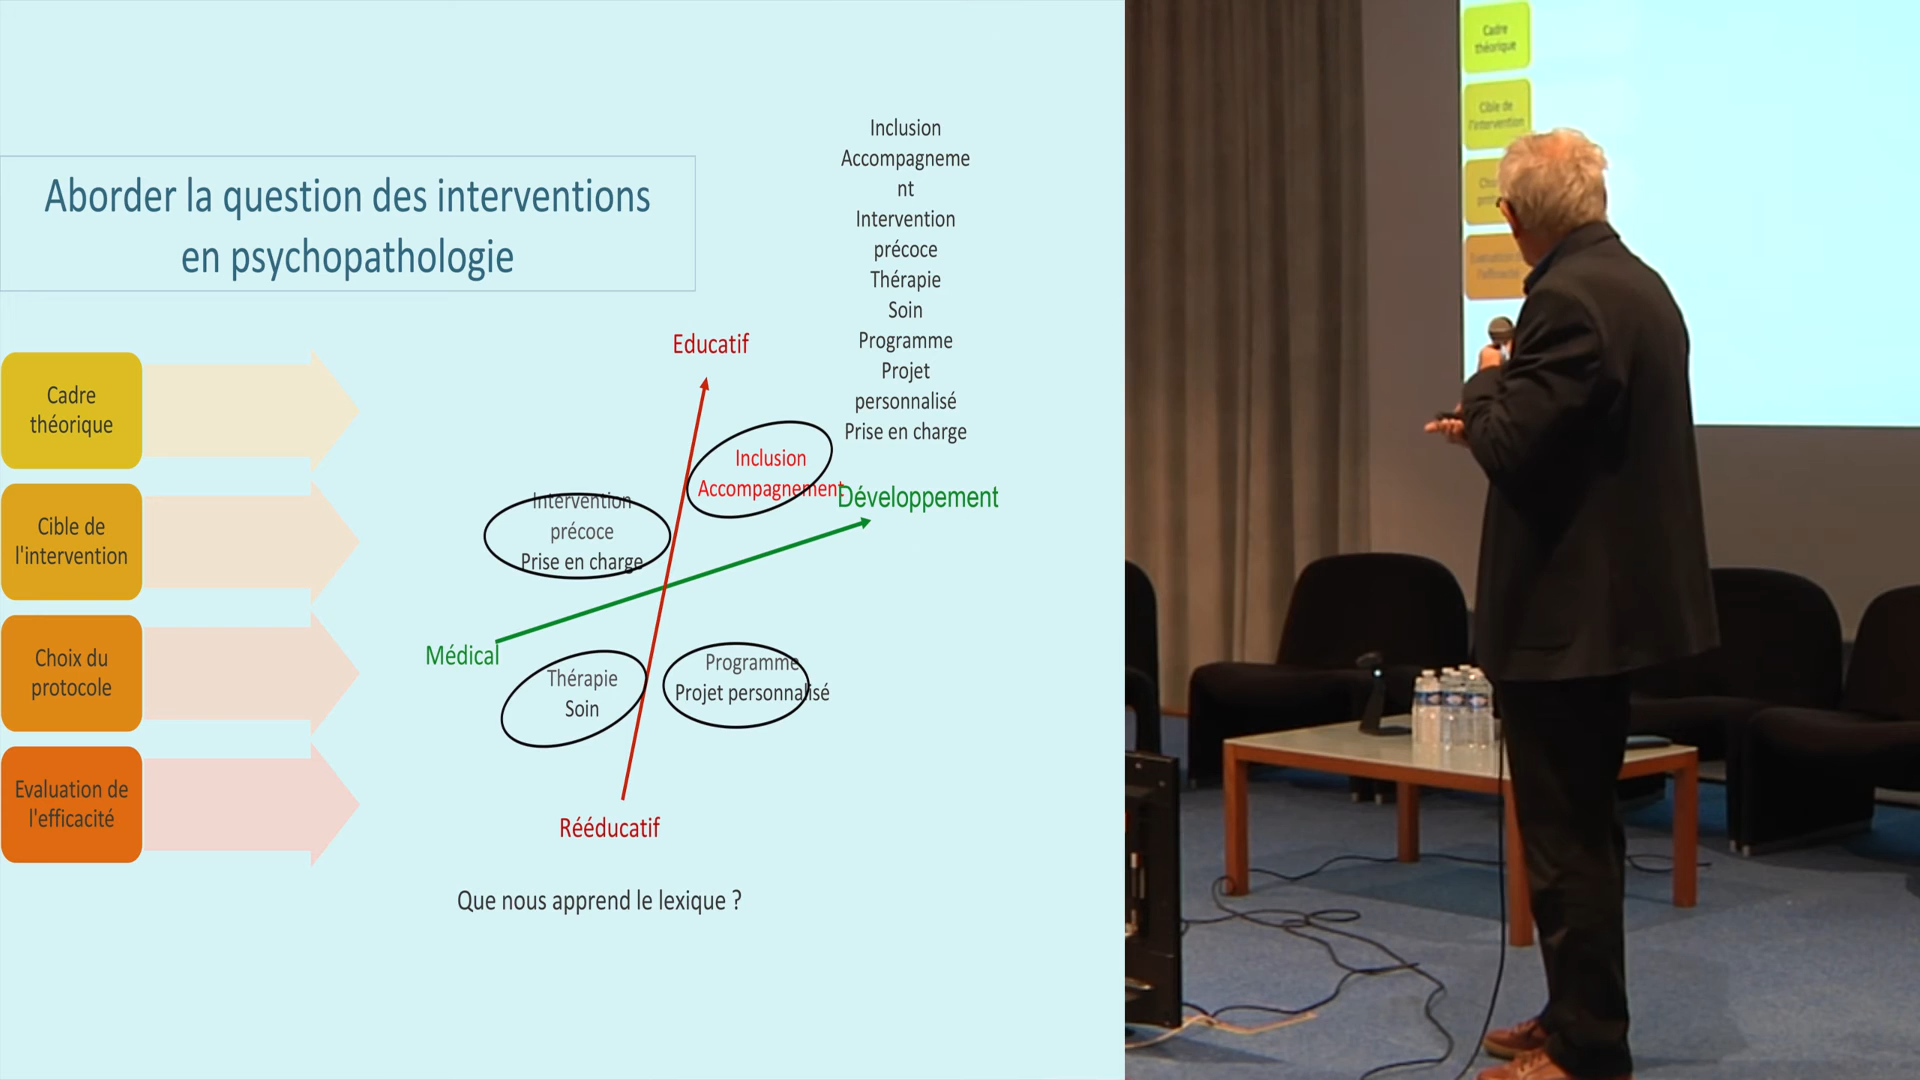 Aborder la question des interventions
en psychopathologie
Cadre
théorique
Cible de
l'intervention
Choix du
protocole
Evaluation de
l'efficacité
Inclusion
Accompagneme
nt
Intervention
précoce
Thérapie
Soin
Programme
Projet
personnalisé
Prise en charge
Educatif
Inclusion
Accompagnement
Développement
Intervention
précoce
Prise en charge
Médical
Thérapie
Soin
Programme
Projet personnalisé
Rééducatif
Que nous apprend le lexique ?
Cadre
théorique
Cible de
l'intervention